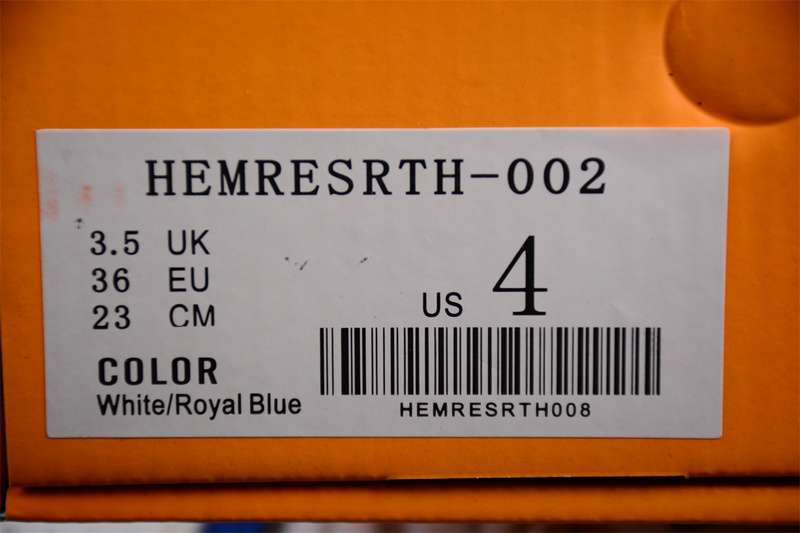 HEMRESRTH-002
3.5 UK
36 EU
23 CM
US 4
COLOR
White/Royal Blue
HEMRESRTH008